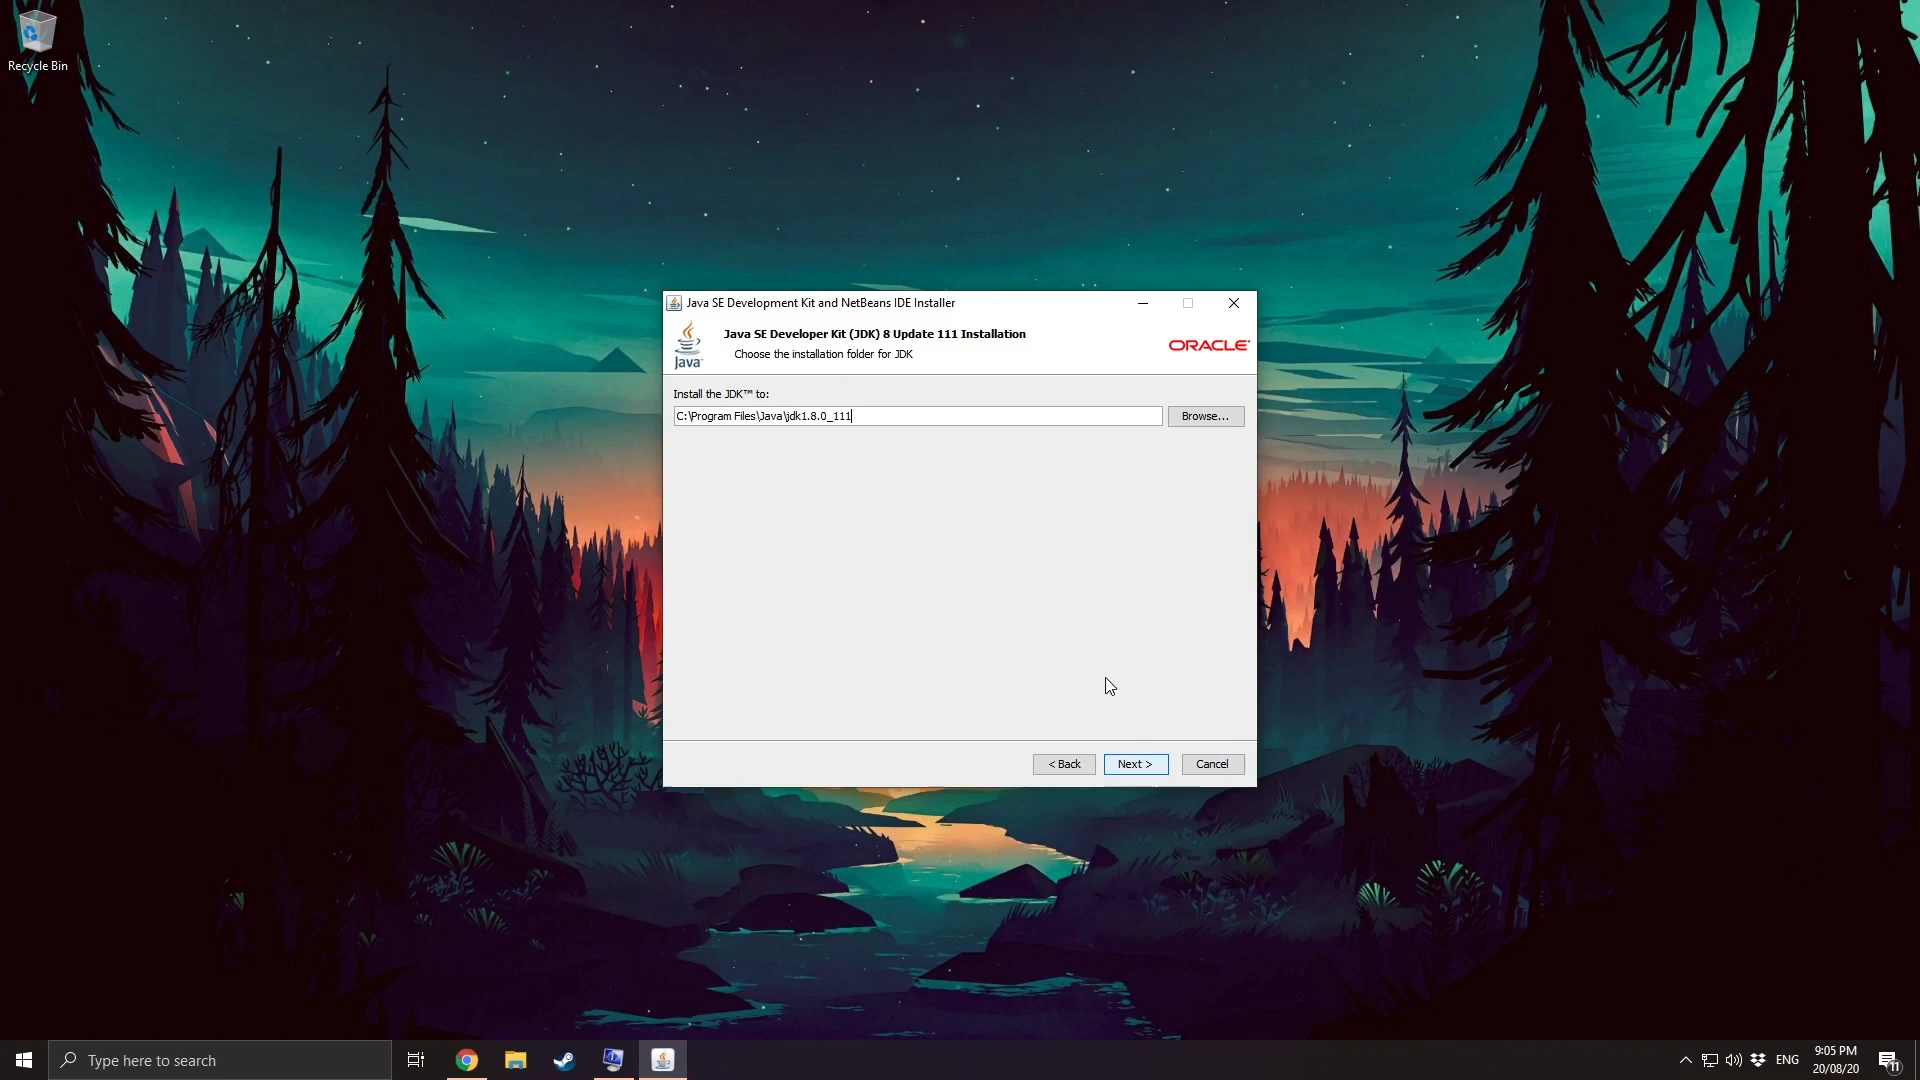 Recycle Bin
Java SE Development Kit and NetBeans IDE Installer
Java SE Developer Kit (JDK) 8 Update 111 Installation
Choose the installation folder for JDK
Java™
ORACLE®
Install the JDK™ to:
C:\Program Files\Java\jdk1.8.0_111
Browse...
< Back
Next >
Cancel
Type here to search
ENG
9:05 PM
20/08/20
11